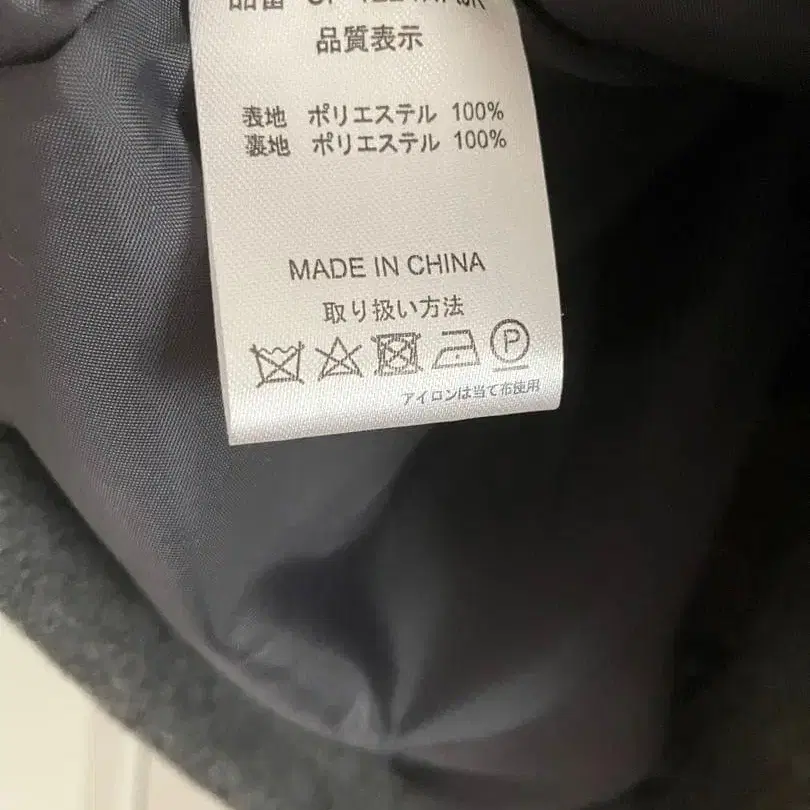 品質表示
表地 ポリエステル 100%
裏地 ポリエステル 100%
MADE IN CHINA
取り扱い方法
P
アイロンは当て布使用